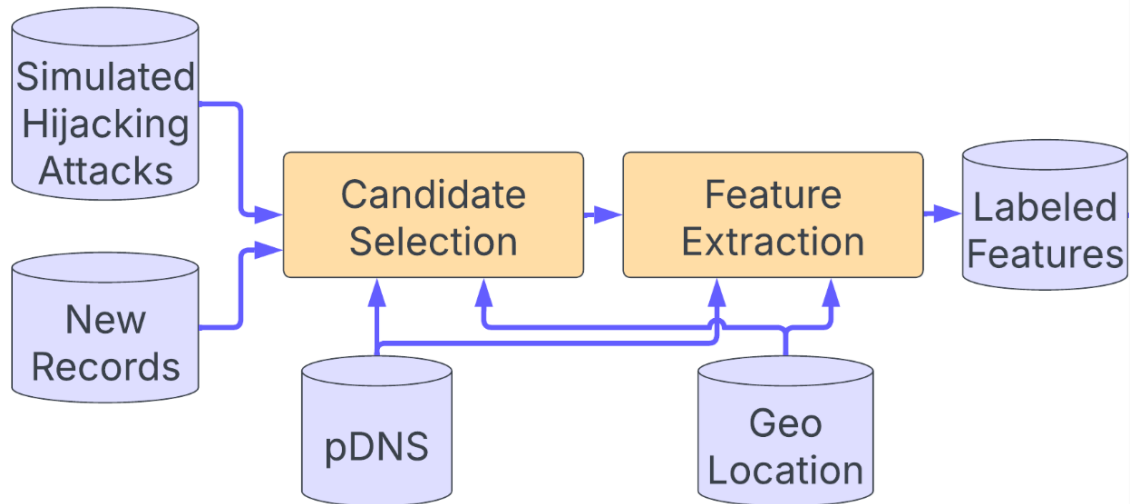 Simulated
Hijacking
Attacks
Candidate
Selection
Feature
Extraction
Labeled
Features
New
Records
pDNS
Geo
Location